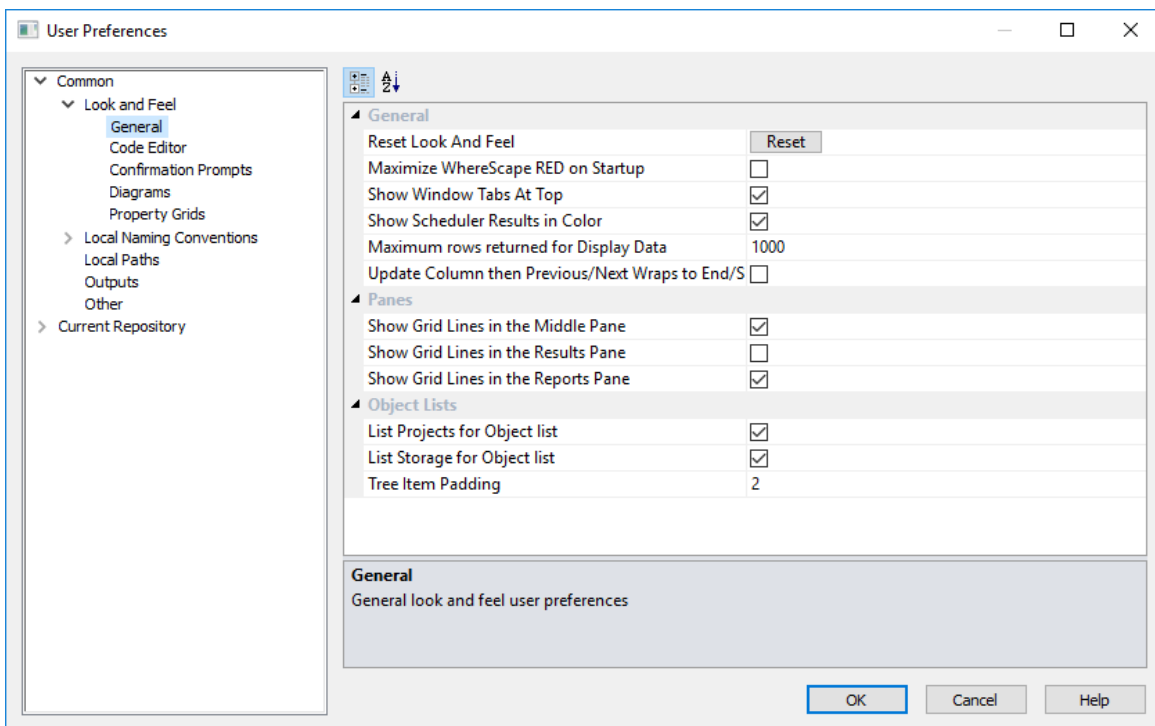 User Preferences
Common
Look and Feel
General
Code Editor
Confirmation Prompts
Diagrams
Property Grids
Local Naming Conventions
Local Paths
Outputs
Other
Current Repository
General
Reset Look And Feel Reset
Maximize WhereScape RED on Startup
Show Window Tabs At Top
Show Scheduler Results in Color
Maximum rows returned for Display Data 1000
Update Column then Previous/Next Wraps to End/S
Panes
Show Grid Lines in the Middle Pane
Show Grid Lines in the Results Pane
Show Grid Lines in the Reports Pane
Object Lists
List Projects for Object list
List Storage for Object list
Tree Item Padding 2
General
General look and feel user preferences
OK Cancel Help